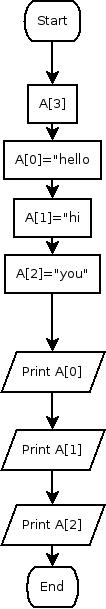 Start
A[3]
A[0]="hello
A[1]="hi
A[2]="you"
Print A[0]
Print A[1]
Print A[2]
End